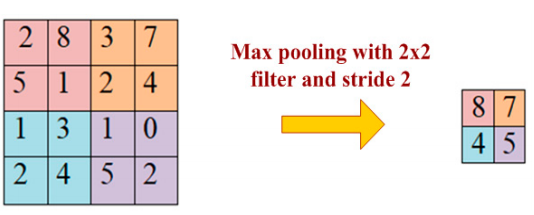 2 8 3 7
5 1 2 4
1 3 1 0
2 4 5 2
Max pooling with 2x2
filter and stride 2
8 7
4 5